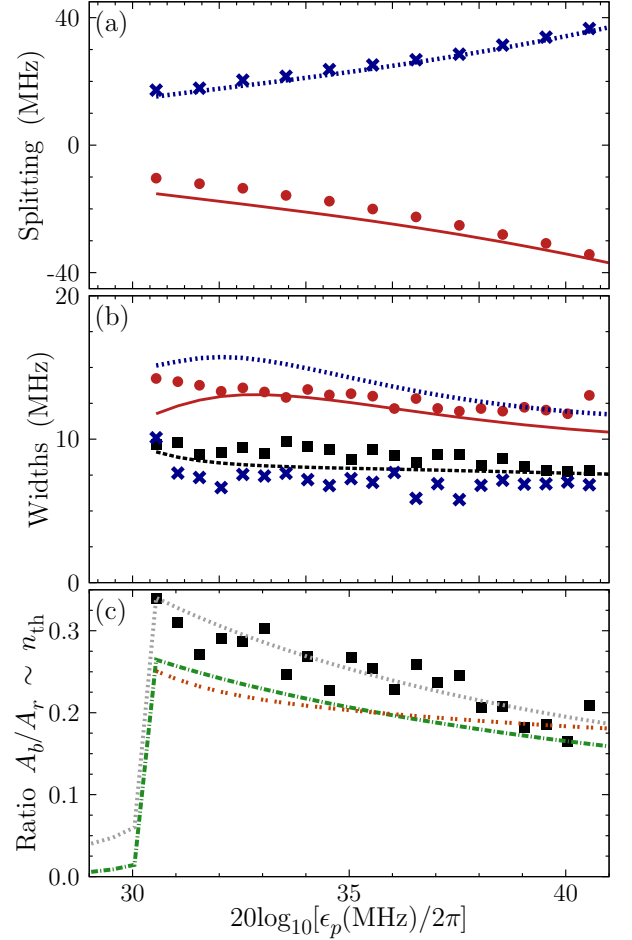 (a)
40
0
-40
Splitting (MHz)
(b)
20
10
0
Widths (MHz)
(c)
0.3
0.2
0.1
0.0
Ratio A_b/A_r ∼ n_th
30 35 40
20log₁₀[ϵ_p(MHz)/2π]